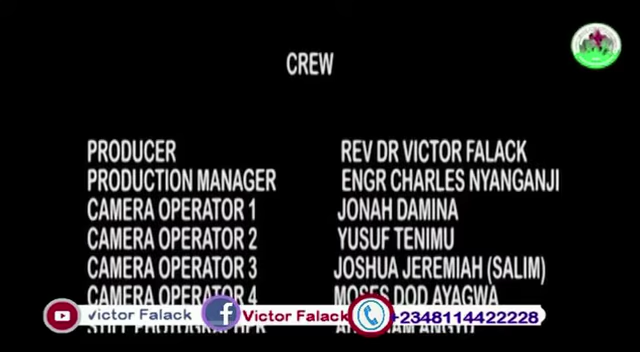 CREW
PRODUCER REV DR VICTOR FALACK
PRODUCTION MANAGER ENGR CHARLES NYANGANJI
CAMERA OPERATOR 1 JONAH DAMINA
CAMERA OPERATOR 2 YUSUF TENIMU
CAMERA OPERATOR 3 JOSHUA JEREMIAH (SALIM)
CAMERA OPERATOR 4 MOSES DOD AYAGWA
Victor Falack Victor Falack +2348114422228
STILL PHOTOGRAPHER